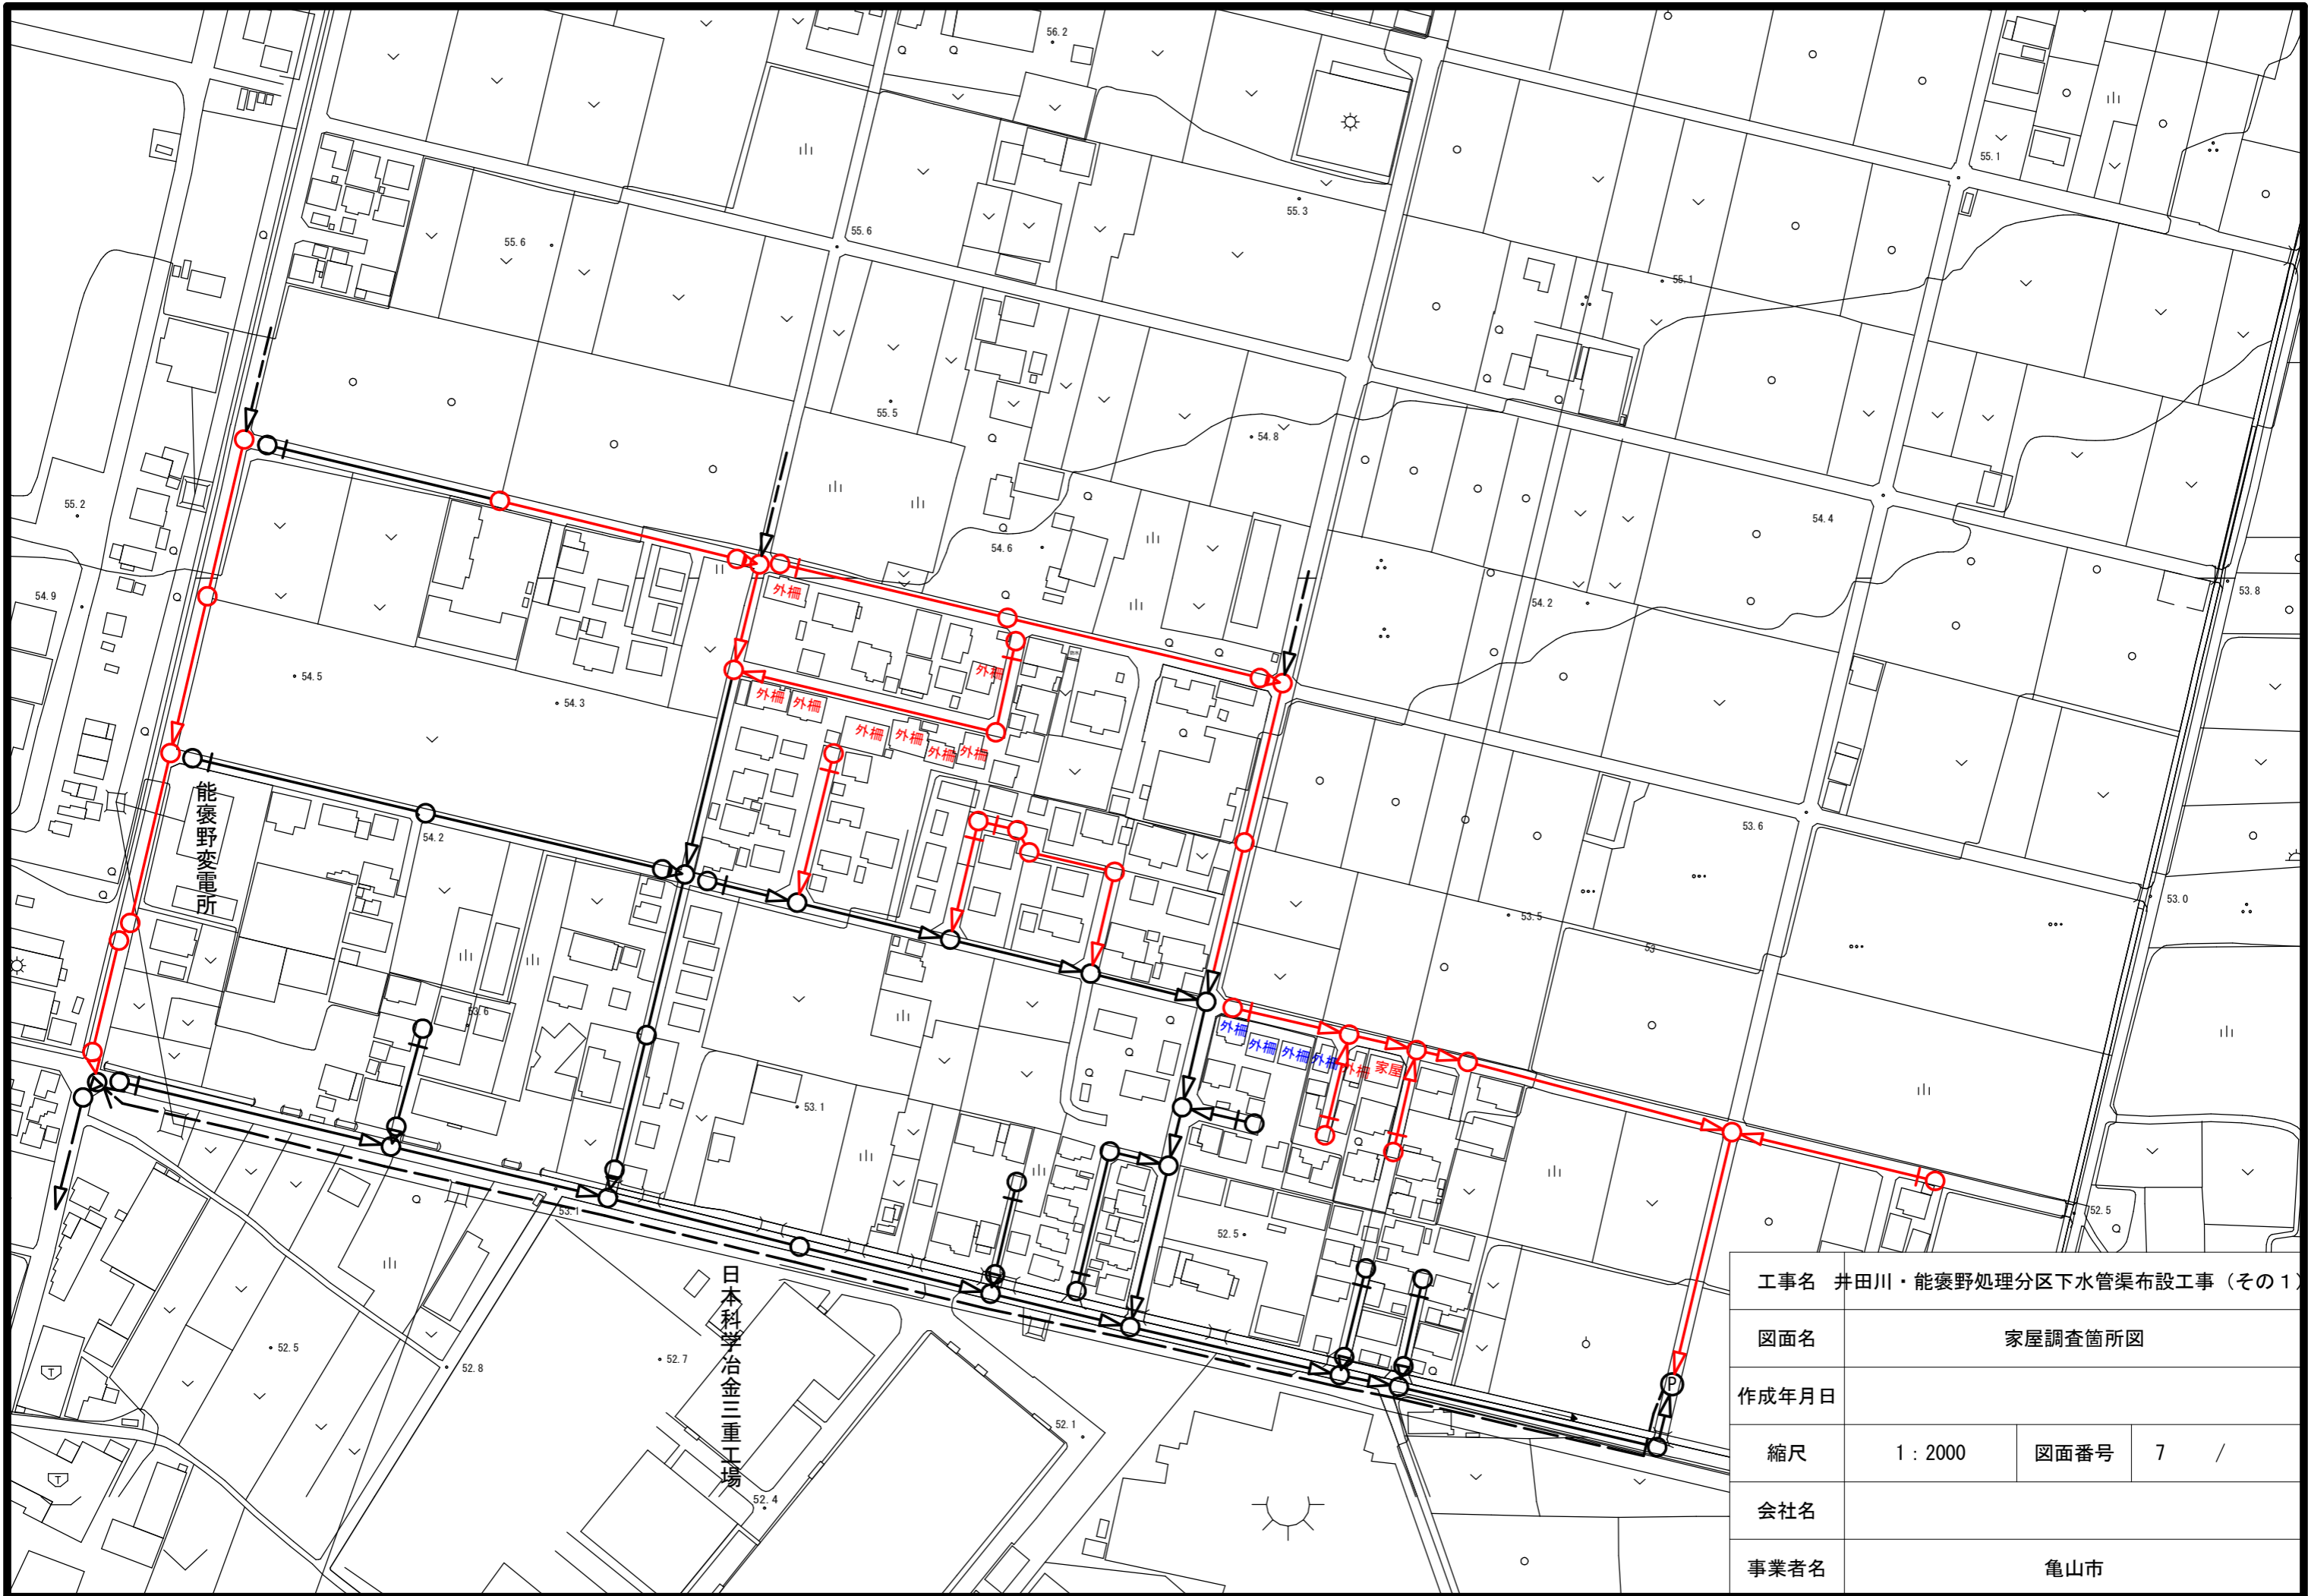 56.2
55.1
55.3
55.6
55.6
55.1
55.5
54.8
55.2
54.4
54.6
53.8
54.9
54.2
外柵
外柵
54.5
54.3
外柵
外柵
外柵
外柵
外柵
外柵
能褒野変電所
54.2
53.6
53.5
53.0
53
53.6
外柵
外柵
外柵
外柵
外柵
家屋
53.1
53.1
52.5
52.5
日本科学冶金三重工場
52.5
52.8
52.7
52.1
52.4
P
T
T
工事名 井田川・能褒野処理分区下水管渠布設工事（その1）
図面名 家屋調査箇所図
作成年月日
縮尺 1：2000 図面番号 7 /
会社名
事業者名 亀山市